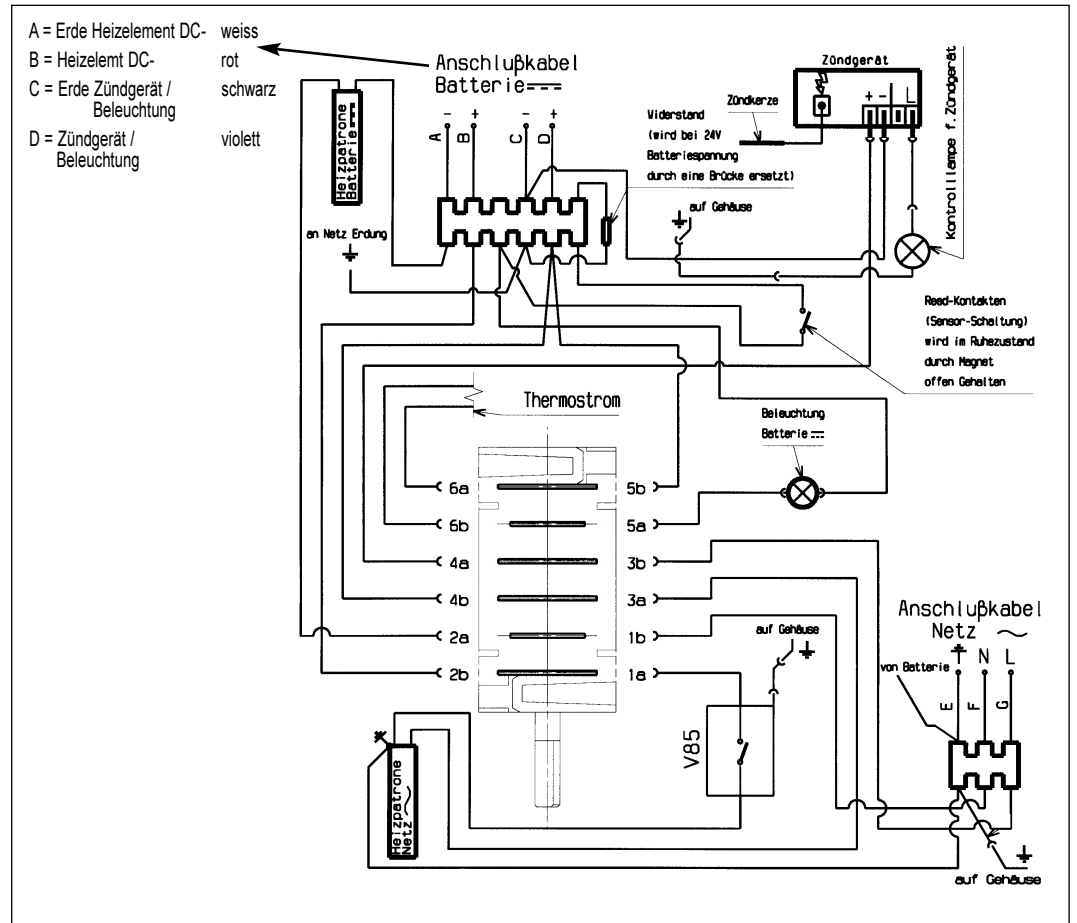 A = Erde Heizelement DC- weiss
B = Heizelemt DC- rot
C = Erde Zündgerät / schwarz
Beleuchtung
D = Zündgerät / violett
Beleuchtung
Anschlußkabel
Batterie
- + - +
A B C D
Heizpatrone
Batterie
an Netz Erdung
Widerstand
(wird bei 24V
Batteriespannung
durch eine Brücke ersetzt)
Zündkerze
Zündgerät
+ - L
auf Gehäuse
Kontrolllampe f. Zündgerät
Reed-Kontakten
(Sensor-Schaltung)
wird im Ruhezustand
durch Magnet
offen Gehalten
Thermostrom
Beleuchtung
Batterie
6a 5b
6b 5a
4a 3b
4b 3a
2a 1b
2b 1a
auf Gehäuse
V85
Heizpatrone
Netz ~
Anschlußkabel
Netz ~
N L
von Batterie
E F G
auf Gehäuse